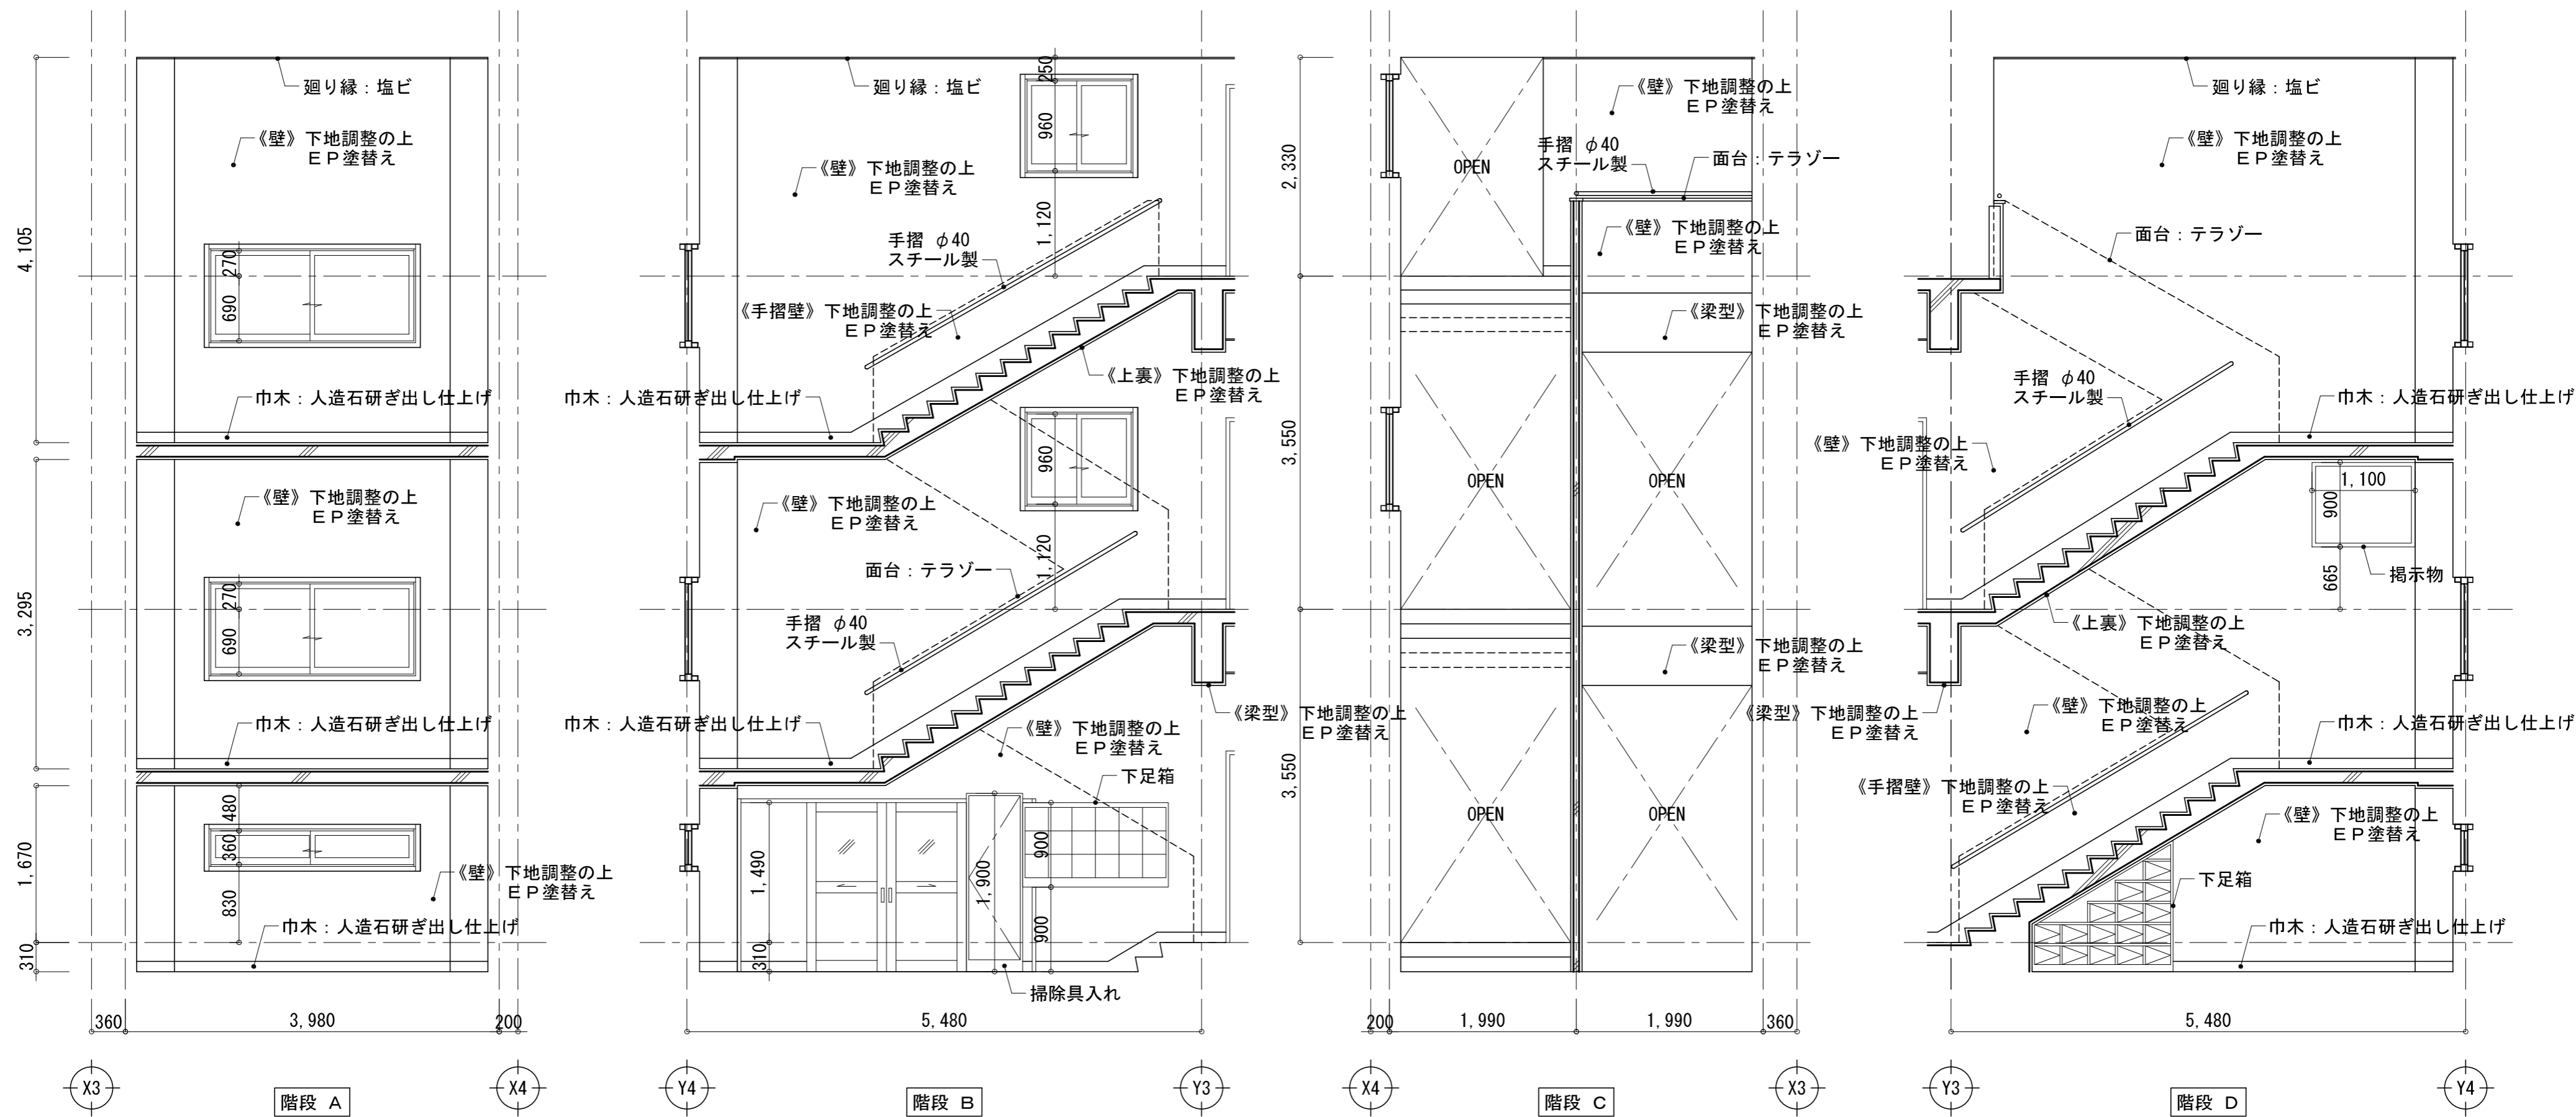 廻り縁：塩ビ
《壁》下地調整の上
ＥＰ塗替え
4,105
270
690
巾木：人造石研ぎ出し仕上げ
《壁》下地調整の上
ＥＰ塗替え
3,295
270
690
巾木：人造石研ぎ出し仕上げ
480
360
830
1,670
310
《壁》下地調整の上
ＥＰ塗替え
巾木：人造石研ぎ出し仕上げ
360
3,980
200
X3
X4
階段 A
廻り縁：塩ビ
250
960
1,120
《壁》下地調整の上
ＥＰ塗替え
手摺 φ40
スチール製
《手摺壁》下地調整の上
ＥＰ塗替え
《上裏》下地調整の上
ＥＰ塗替え
巾木：人造石研ぎ出し仕上げ
960
1,120
《壁》下地調整の上
ＥＰ塗替え
面台：テラゾー
手摺 φ40
スチール製
《梁型》下地調整の上
ＥＰ塗替え
巾木：人造石研ぎ出し仕上げ
《壁》下地調整の上
ＥＰ塗替え
下足箱
1,490
310
1,900
900
900
掃除具入れ
5,480
Y4
Y3
階段 B
2,330
3,550
3,550
OPEN
《壁》下地調整の上
ＥＰ塗替え
手摺 φ40
スチール製
面台：テラゾー
《壁》下地調整の上
ＥＰ塗替え
《梁型》下地調整の上
ＥＰ塗替え
OPEN
OPEN
《梁型》下地調整の上
ＥＰ塗替え
OPEN
OPEN
200
1,990
1,990
360
X4
X3
階段 C
廻り縁：塩ビ
《壁》下地調整の上
ＥＰ塗替え
面台：テラゾー
手摺 φ40
スチール製
巾木：人造石研ぎ出し仕上げ
《壁》下地調整の上
ＥＰ塗替え
1,100
900
665
掲示物
《上裏》下地調整の上
ＥＰ塗替え
《壁》下地調整の上
ＥＰ塗替え
《梁型》下地調整の上
ＥＰ塗替え
巾木：人造石研ぎ出し仕上げ
《手摺壁》下地調整の上
ＥＰ塗替え
《壁》下地調整の上
ＥＰ塗替え
下足箱
巾木：人造石研ぎ出し仕上げ
5,480
Y3
Y4
階段 D